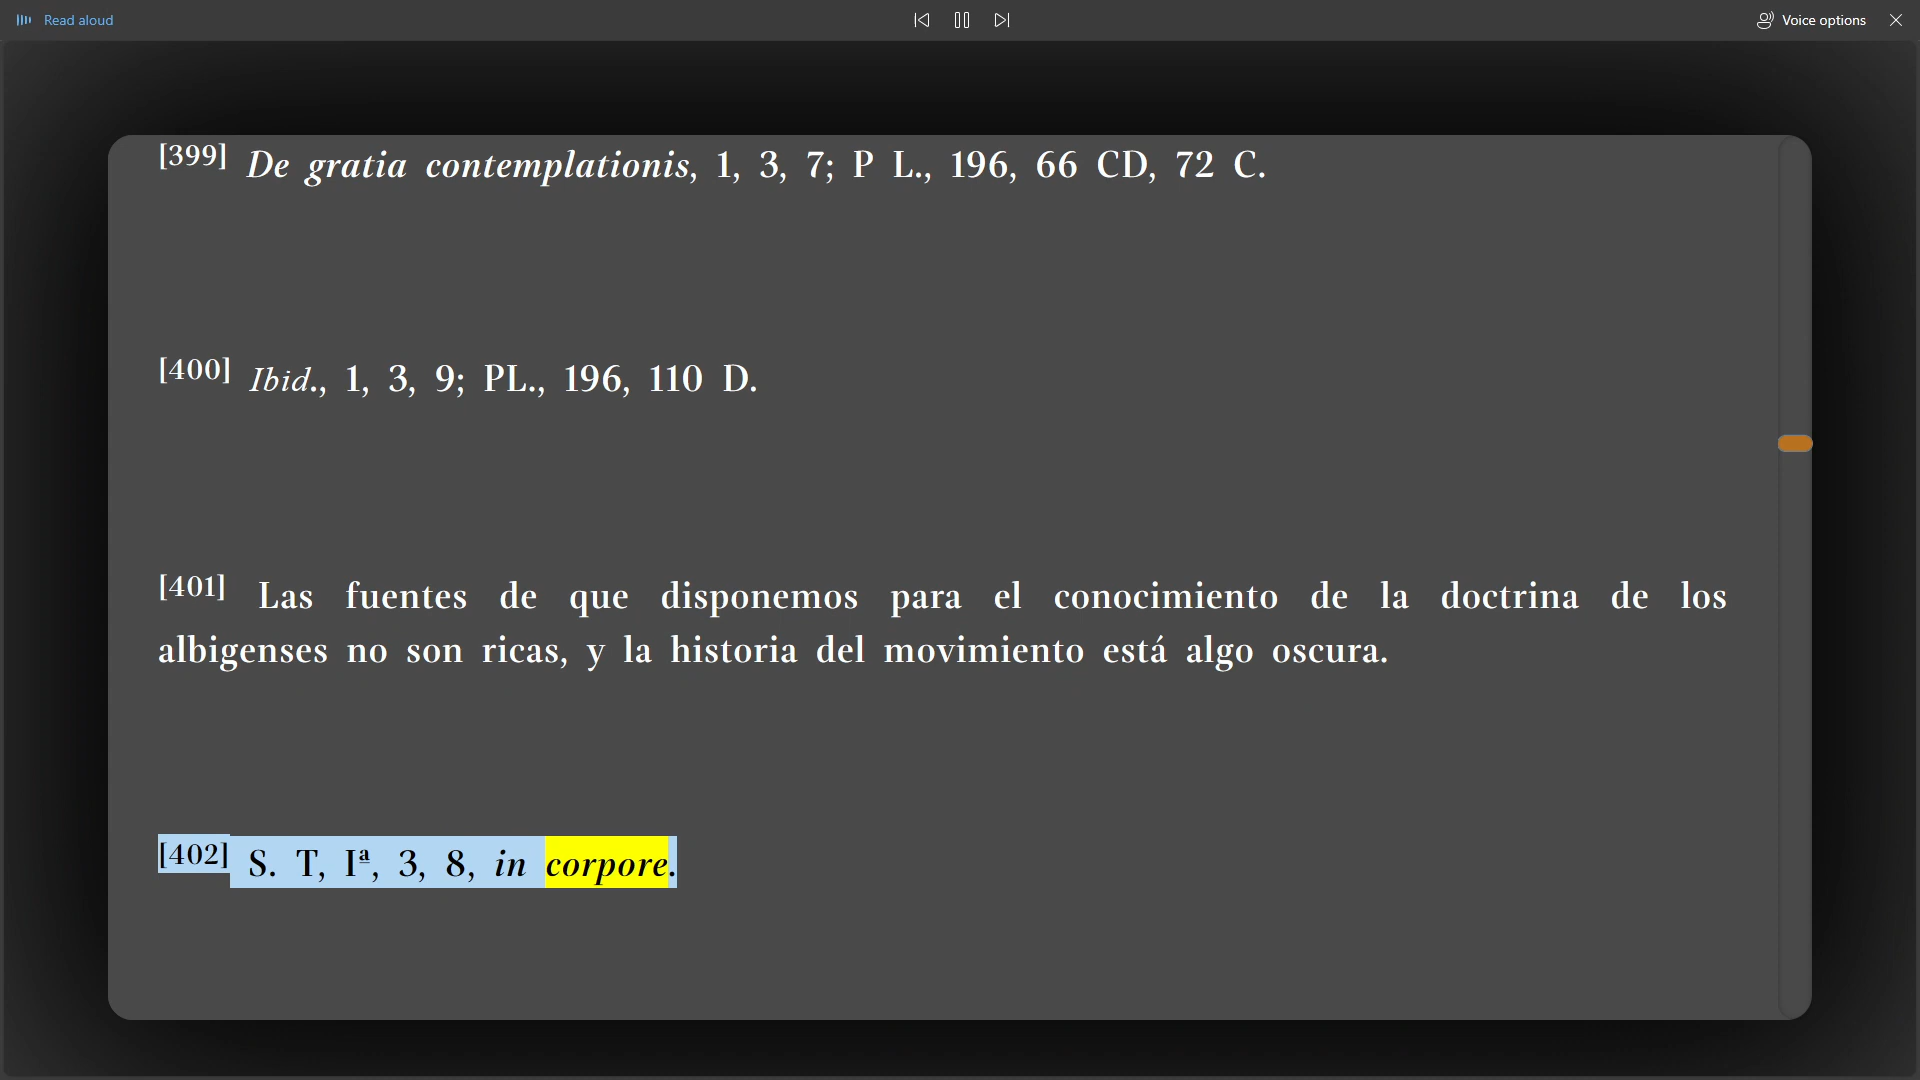 Read aloud
Voice options
[399] De gratia contemplationis, 1, 3, 7; P L., 196, 66 CD, 72 C.
[400] Ibid., 1, 3, 9; PL., 196, 110 D.
[401] Las fuentes de que disponemos para el conocimiento de la doctrina de los
albigenses no son ricas, y la historia del movimiento está algo oscura.
[402] S. T, Iª, 3, 8, in corpore.